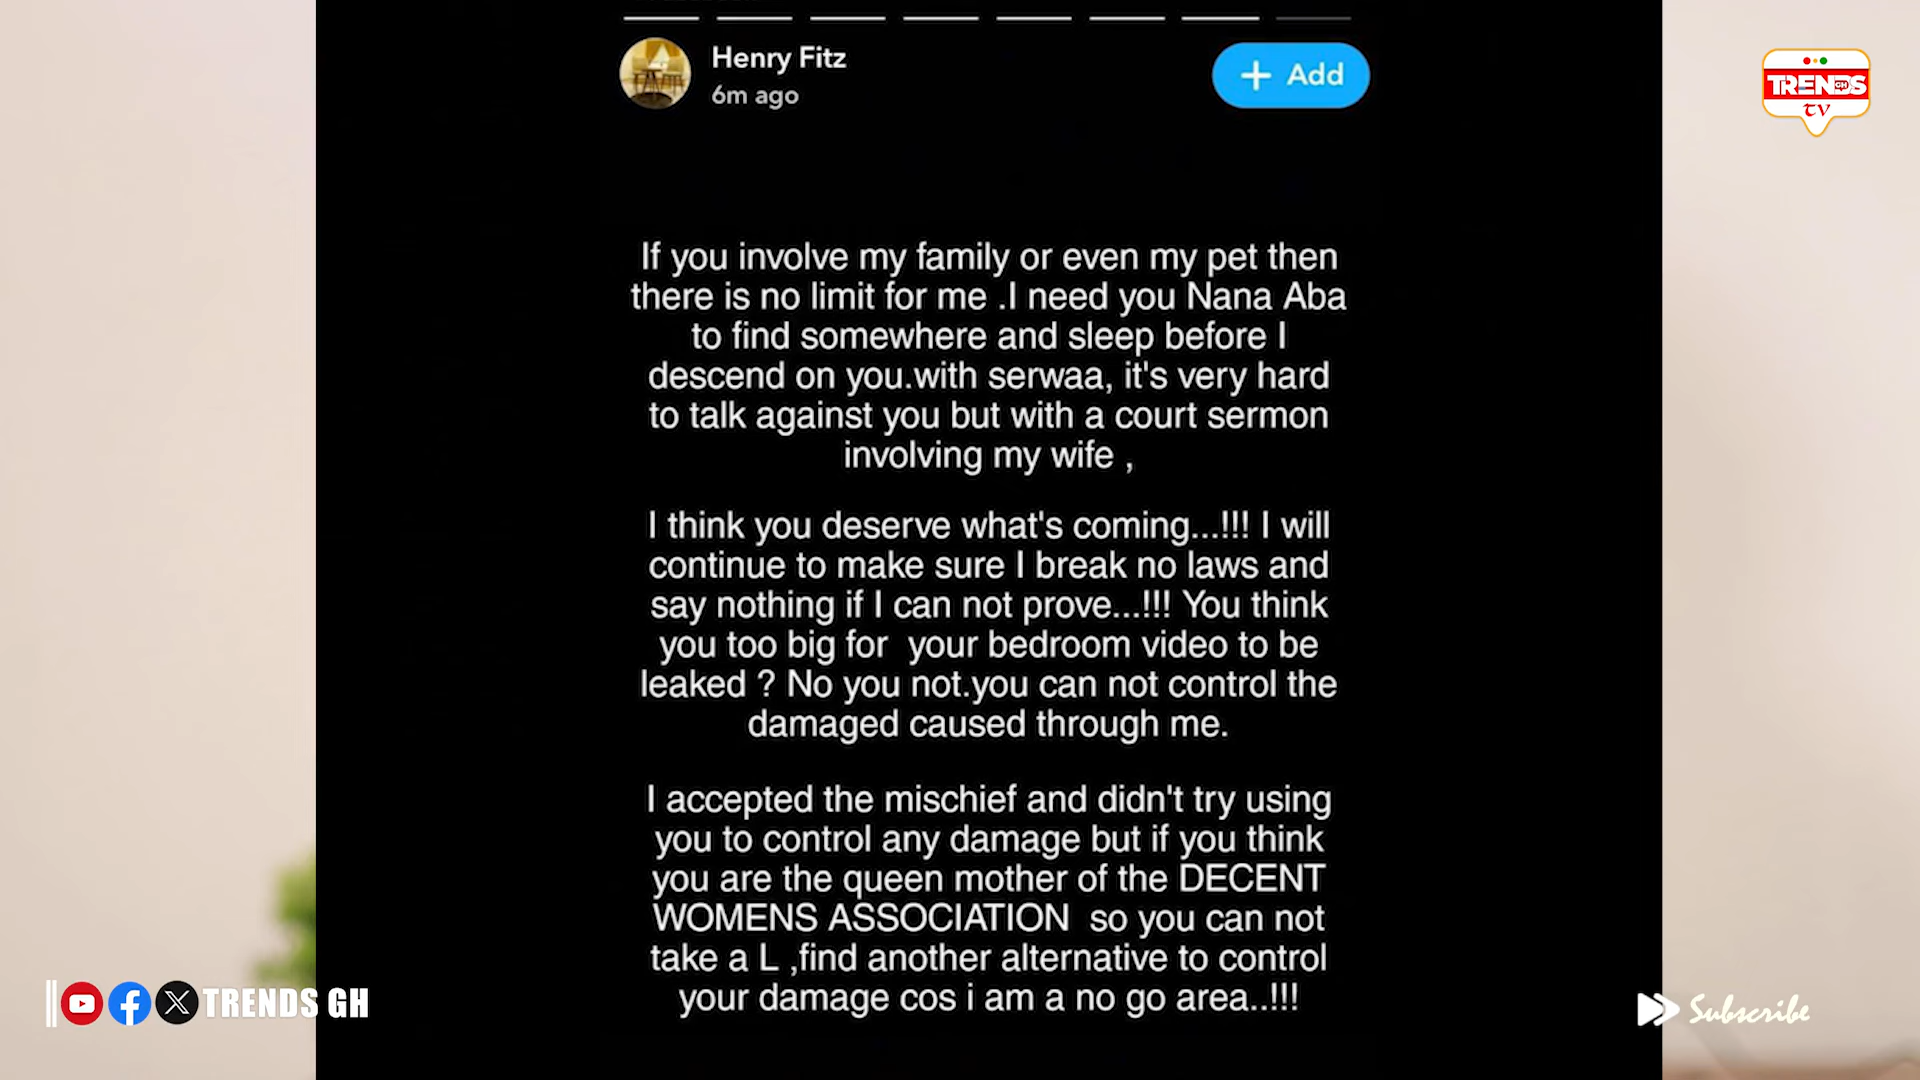 Henry Fitz
6m ago
+ Add
TRENDS GH
TV
If you involve my family or even my pet then
there is no limit for me .I need you Nana Aba
to find somewhere and sleep before I
descend on you.with serwaa, it's very hard
to talk against you but with a court sermon
involving my wife ,
I think you deserve what's coming...!!! I will
continue to make sure I break no laws and
say nothing if I can not prove...!!! You think
you too big for  your bedroom video to be
leaked ? No you not.you can not control the
damaged caused through me.
I accepted the mischief and didn't try using
you to control any damage but if you think
you are the queen mother of the DECENT
WOMENS ASSOCIATION  so you can not
take a L ,find another alternative to control
your damage cos i am a no go area..!!!
TRENDS GH
Subscribe